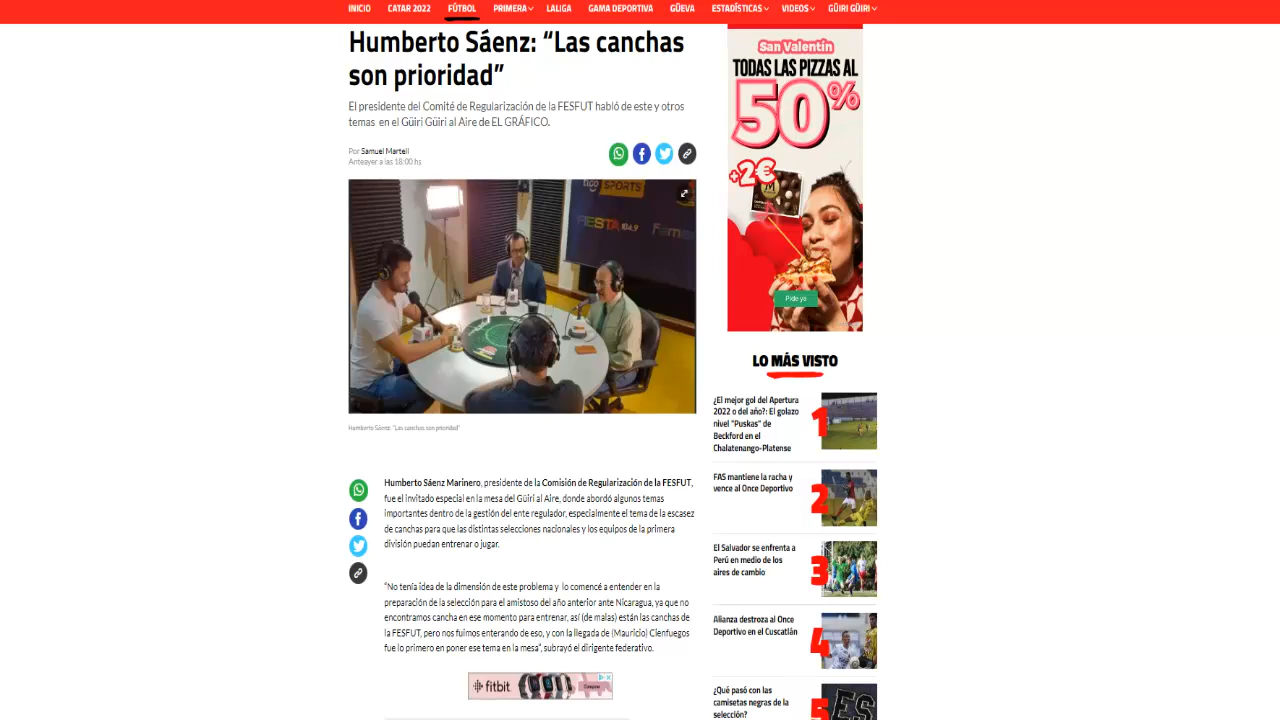 INICIO CATAR 2022 FÚTBOL PRIMERA LALIGA GAMA DEPORTIVA GÜEVA ESTADÍSTICAS VIDEOS GÜIRI GÜIRI
Humberto Sáenz: “Las canchas
son prioridad”
El presidente del Comité de Regularización de la FESFUT habló de este y otros
temas en el Güiri Güiri al Aire de EL GRÁFICO.
Por Samuel Martell
Anteayer a las 18:00 hs
tigo SPORTS
FIESTA 104.9
Humberto Sáenz: "Las canchas son prioridad"
Humberto Sáenz Marinero, presidente de la Comisión de Regularización de la FESFUT,
fue el invitado especial en la mesa del Güiri al Aire, donde abordó algunos temas
importantes dentro de la gestión del ente regulador, especialmente el tema de la escasez
de canchas para que las distintas selecciones nacionales y los equipos de la primera
división puedan entrenar o jugar.
“No tenía idea de la dimensión de este problema y lo comencé a entender en la
preparación de la selección para el amistoso del año anterior ante Nicaragua, ya que no
encontramos cancha en ese momento para entrenar, así (de malas) están las canchas de
la FESFUT, pero nos fuimos enterando de eso, y con la llegada de (Mauricio) Cienfuegos
fue lo primero en poner ese tema en la mesa”, subrayó el dirigente federativo.
fitbit
San Valentín
TODAS LAS PIZZAS AL
50%
+2€
Pide ya
LO MÁS VISTO
¿El mejor gol del Apertura
2022 o del año?: El golazo
nivel "Puskas" de
Beckford en el
Chalatenango-Platense
1
FAS mantiene la racha y
vence al Once Deportivo
2
El Salvador se enfrenta a
Perú en medio de los
aires de cambio
3
Alianza destroza al Once
Deportivo en el Cuscatlán
4
¿Qué pasó con las
camisetas negras de la
selección?
5
ES